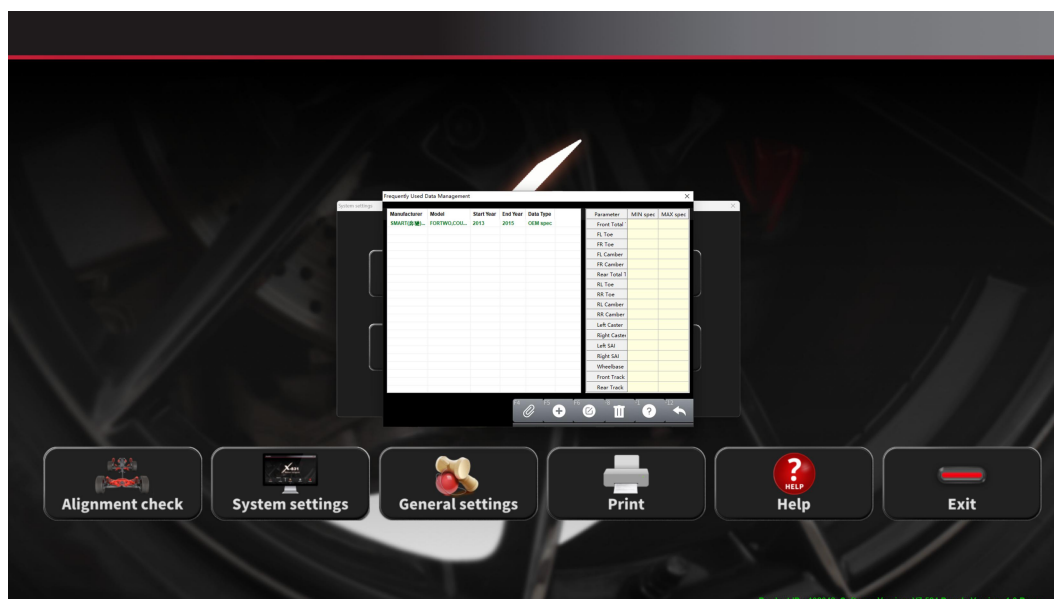 Frequently Used Data Management
System settings
Manufacturer Model Start Year End Year Data Type
FORTWO,COU... 2013 2015 OEM spec
Parameter MIN spec MAX spec
Front Total
FL Toe
FR Toe
FL Camber
FR Camber
Rear Total T
RL Toe
RR Toe
RL Camber
RR Camber
Left Caster
Right Caster
Left SAI
Right SAI
Wheelbase
Front Track
Rear Track
X-431
Alignment check
System settings
General settings
Print
HELP
Help
Exit